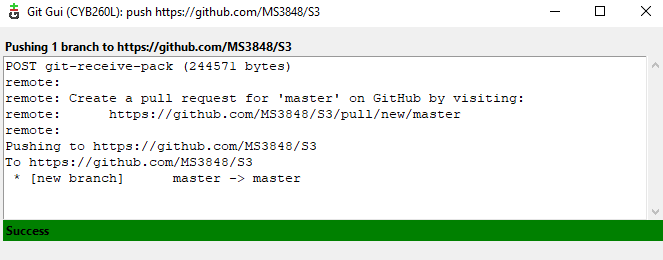 Git Gui (CYB260L): push https://github.com/MS3848/S3
Pushing 1 branch to https://github.com/MS3848/S3
POST git-receive-pack (244571 bytes)
remote:
remote: Create a pull request for 'master' on GitHub by visiting:
remote:      https://github.com/MS3848/S3/pull/new/master
remote:
Pushing to https://github.com/MS3848/S3
To https://github.com/MS3848/S3
 * [new branch]      master -> master
Success